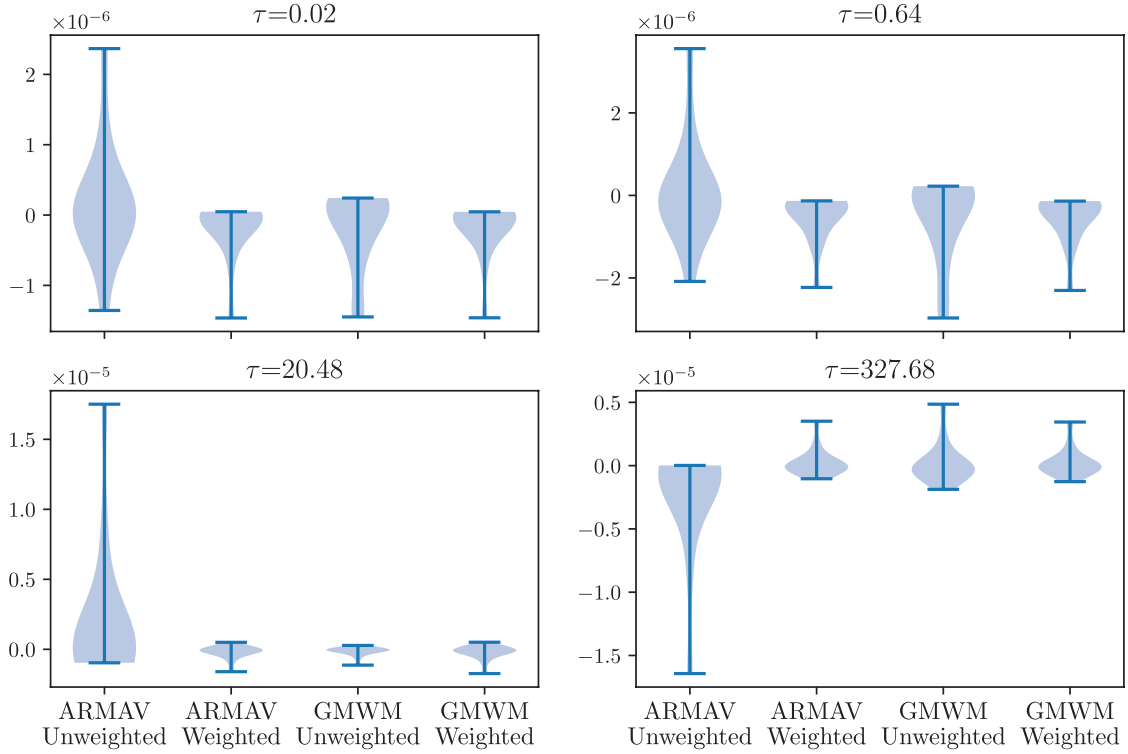 ×10⁻⁶
τ=0.02
2
1
0
−1
×10⁻⁶
τ=0.64
2
0
−2
×10⁻⁵
τ=20.48
1.5
1.0
0.5
0.0
ARMAV
Unweighted
ARMAV
Weighted
GMWM
Unweighted
GMWM
Weighted
×10⁻⁵
τ=327.68
0.5
0.0
−0.5
−1.0
−1.5
ARMAV
Unweighted
ARMAV
Weighted
GMWM
Unweighted
GMWM
Weighted